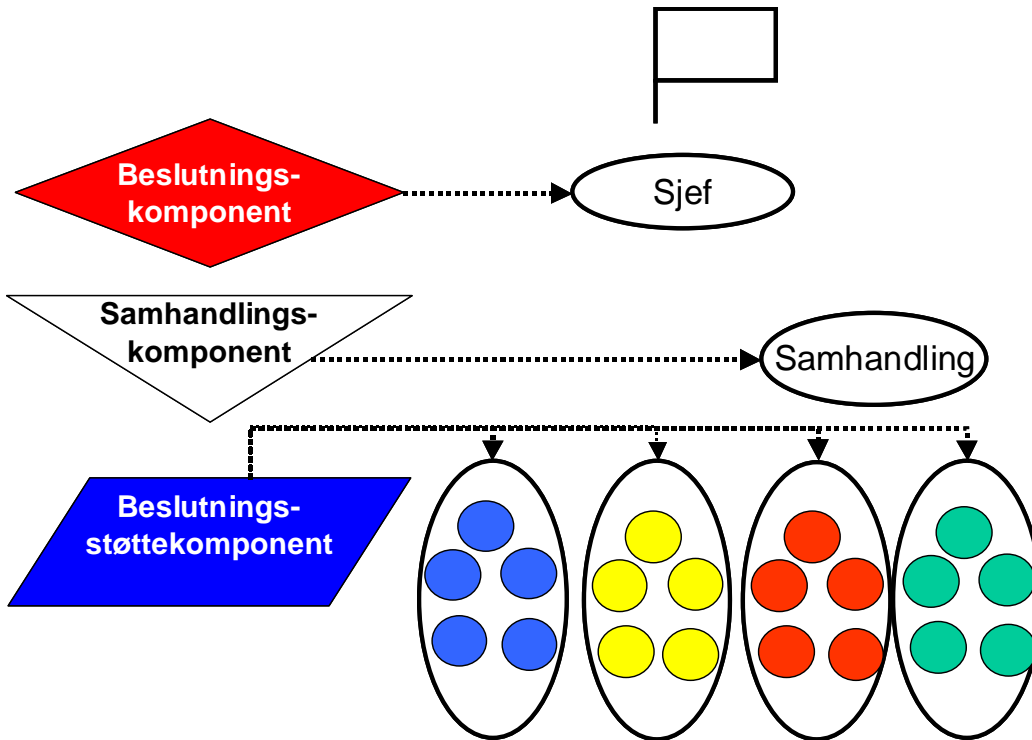 Beslutnings-
komponent
Sjef
Samhandlings-
komponent
Samhandling
Beslutnings-
støttekomponent